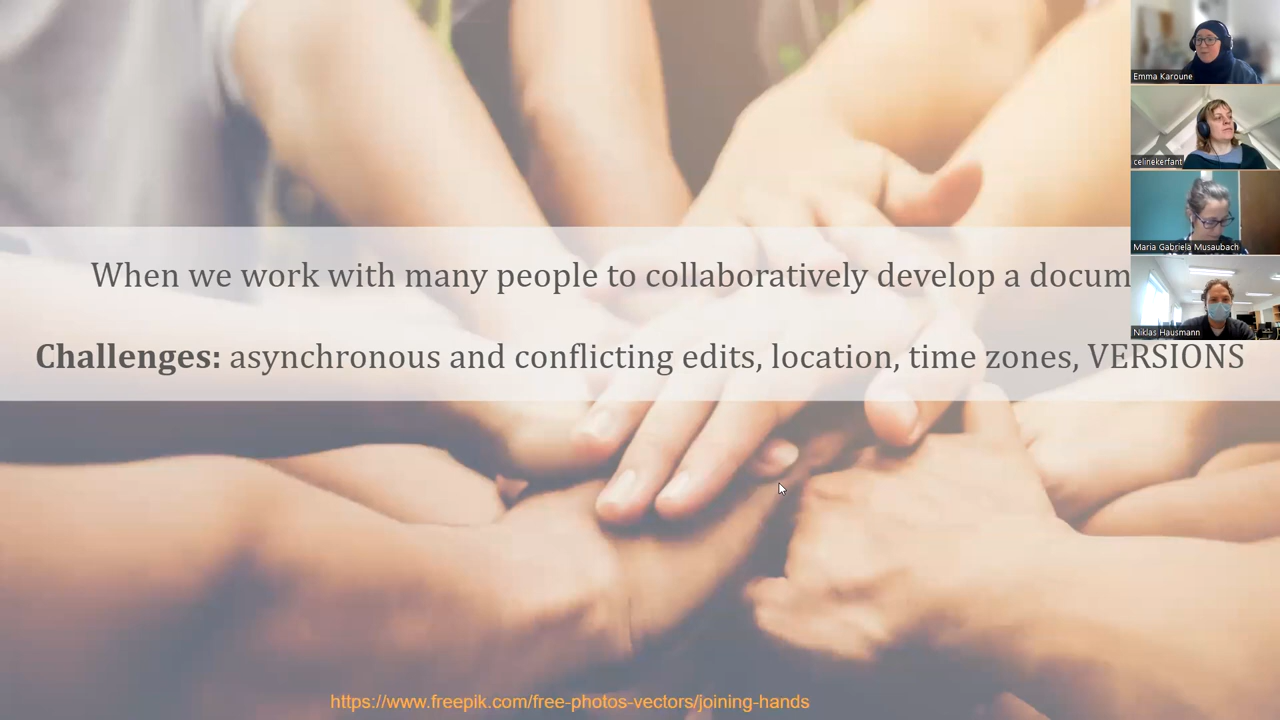 When we work with many people to collaboratively develop a docum
Challenges: asynchronous and conflicting edits, location, time zones, VERSIONS
https://www.freepik.com/free-photos-vectors/joining-hands
Emma Karoune
celinekerfant
Maria Gabriela Musaubach
Niklas Hausmann